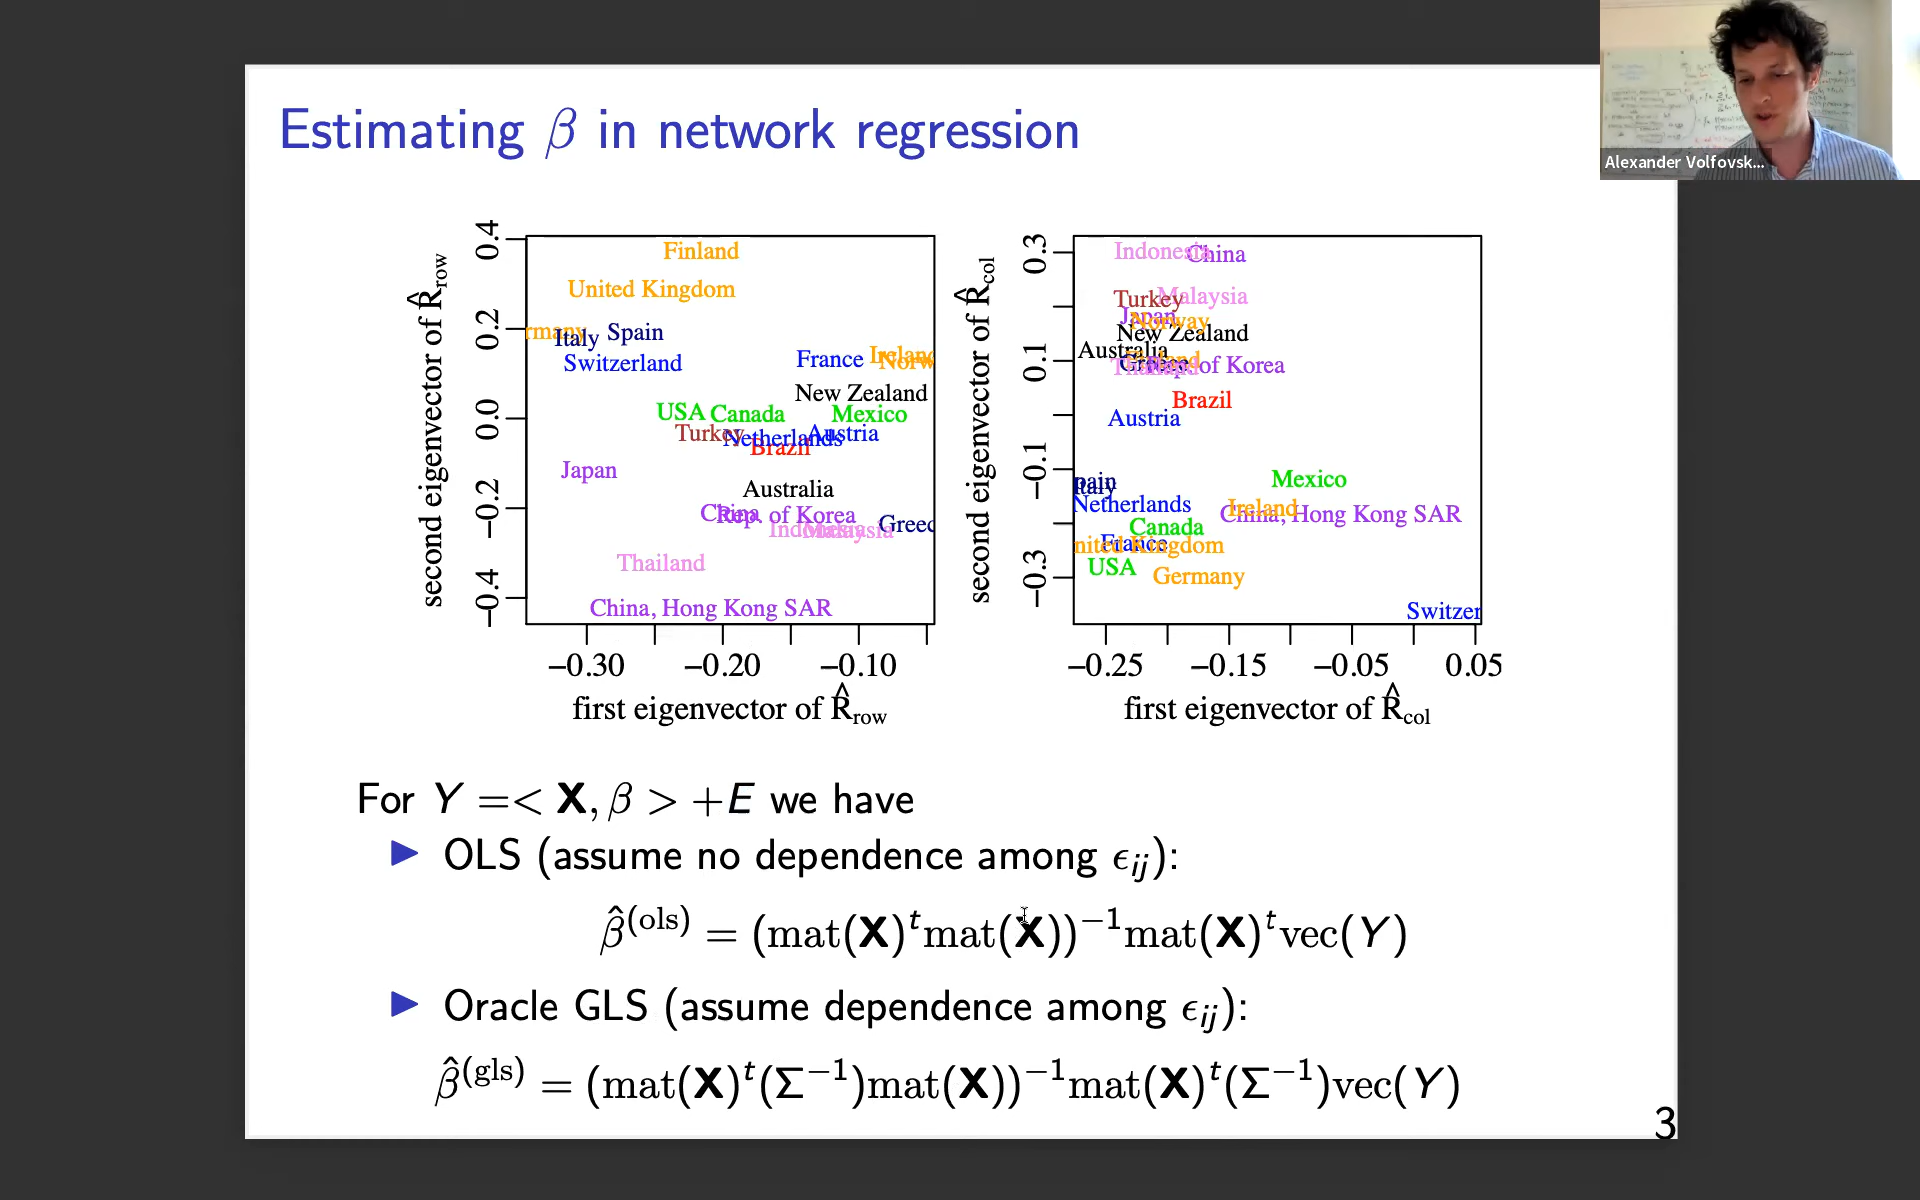 Alexander Volfovsk...
Estimating β in network regression
second eigenvector of R̂row
0.4
0.2
0.0
−0.2
−0.4
Finland
United Kingdom
rmany
Italy
Spain
Switzerland
France
Irelanc
Norw
New Zealand
USA
Canada
Mexico
Turkey
Netherlands
Austria
Brazil
Japan
Australia
China
Rep. of Korea
Indonesia
Malaysia
Greec
Thailand
China, Hong Kong SAR
−0.30
−0.20
−0.10
first eigenvector of R̂row
second eigenvector of R̂col
0.3
0.1
−0.1
−0.3
Indonesia
China
Turkey
Malaysia
Japan
Norway
New Zealand
Australia
Greece
Thailand
of Korea
Brazil
Austria
pain
Italy
Netherlands
Mexico
Ireland
China, Hong Kong SAR
Canada
France
nited Kingdom
USA
Germany
Switzer
−0.25
−0.15
−0.05
0.05
first eigenvector of R̂col
For Y =< X, β > +E we have
▶ OLS (assume no dependence among ϵij):
β̂(ols) = (mat(X)t mat(X))−1mat(X)t vec(Y)
▶ Oracle GLS (assume dependence among ϵij):
β̂(gls) = (mat(X)t(Σ−1)mat(X))−1mat(X)t(Σ−1)vec(Y)
3